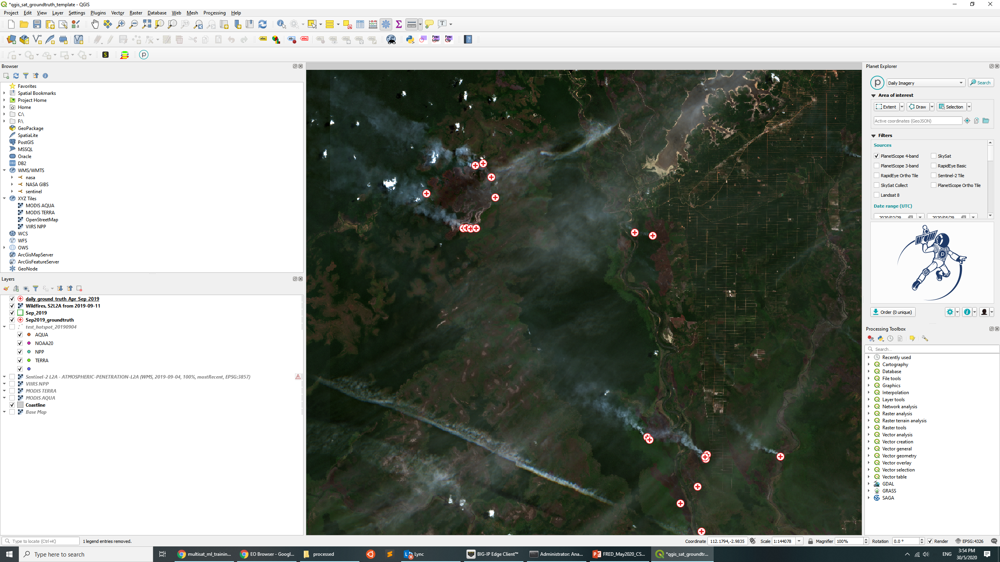 *qgis_sat_groundtruth_template - QGIS
Project Edit View Layer Settings Plugins Vector Raster Database Web Mesh Processing Help
Browser
Favorites
Spatial Bookmarks
Project Home
Home
C:\
F:\
GeoPackage
SpatiaLite
PostGIS
MSSQL
Oracle
DB2
WMS/WMTS
nasa
NASA GIBS
sentinel
XYZ Tiles
MODIS AQUA
MODIS TERRA
OpenStreetMap
VIIRS NPP
WCS
WFS
OWS
ArcGisMapServer
ArcGisFeatureServer
GeoNode
Layers
daily ground truth Apr Sep 2019
Wildfires, S2L2A from 2019-09-11
Sep_2019
Sep2019_groundtruth
test_hotspot_20190904
AQUA
NOAA20
NPP
TERRA
Sentinel-2 L2A - ATMOSPHERIC-PENETRATION-L2A (WMS, 2019-09-04, 100%, mostRecent, EPSG:3857)
VIIRS NPP
MODIS TERRA
MODIS AQUA
Coastline
Base Map
Planet Explorer
Daily Imagery Search
Area of interest
Extent Draw Selection
Active coordinates (GeoJSON)
Filters
Sources
PlanetScope 4-band SkySat
PlanetScope 3-band RapidEye Basic
RapidEye Ortho Tile Sentinel-2 Tile
SkySat Collect PlanetScope Ortho Tile
Landsat 8
Date range (UTC)
2020/02/29 2020/05/29
Order (0 unique)
Processing Toolbox
Search...
Recently used
Cartography
Database
File tools
Graphics
Interpolation
Layer tools
Network analysis
Raster analysis
Raster terrain analysis
Raster tools
Vector analysis
Vector creation
Vector general
Vector geometry
Vector overlay
Vector selection
Vector table
GDAL
GRASS
SAGA
Type to locate (Ctrl+K) 1 legend entries removed. Coordinate 112.1794,-2.9835 Scale 1:144078 Magnifier 100% Rotation 0.0 ° Render EPSG:4326
Type here to search multisat_ml_trainin... EO Browser - Googl... processed Lync BIG-IP Edge Client™ Administrator: Ana... FRED_May2020_CS... *qgis_sat_groundtr... ENG 3:54 PM
30/5/2020